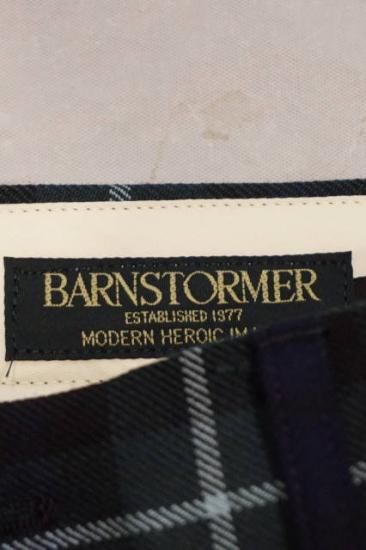 BARNSTORMER
ESTABLISHED 1977
MODERN HEROIC